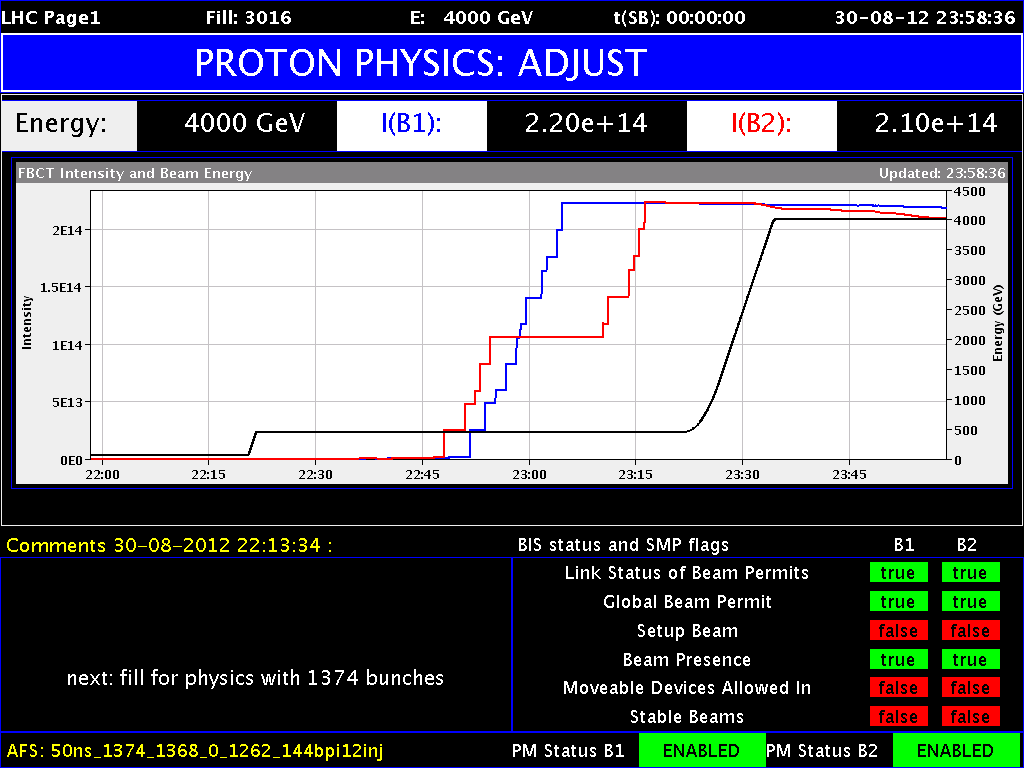 LHC Page1 Fill: 3016 E: 4000 GeV t(SB): 00:00:00 30-08-12 23:58:36
PROTON PHYSICS: ADJUST
Energy: 4000 GeV I(B1): 2.20e+14 I(B2): 2.10e+14
FBCT Intensity and Beam Energy Updated: 23:58:36
4500
2E14 4000
3500
1.5E14 3000
2500
1E14 2000
1500
5E13 1000
500
0E0 0
Intensity
Energy (GeV)
22:00 22:15 22:30 22:45 23:00 23:15 23:30 23:45
Comments 30-08-2012 22:13:34 :
next: fill for physics with 1374 bunches
BIS status and SMP flags B1 B2
Link Status of Beam Permits true true
Global Beam Permit true true
Setup Beam false false
Beam Presence true true
Moveable Devices Allowed In false false
Stable Beams false false
AFS: 50ns_1374_1368_0_1262_144bpi12inj PM Status B1 ENABLED PM Status B2 ENABLED